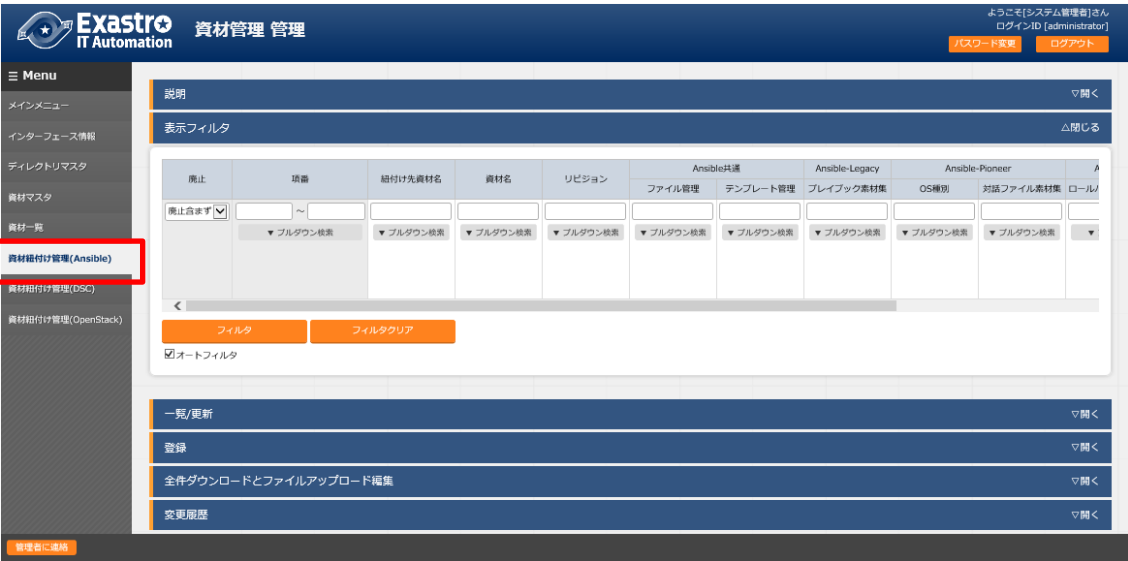 Exastro
IT Automation
資材管理 管理
ようこそ[システム管理者]さん
ログインID [administrator]
パスワード変更
ログアウト
☰ Menu
メインメニュー
インターフェース情報
ディレクトリマスタ
資材マスタ
資材一覧
資材紐付け管理(Ansible)
資材紐付け管理(DSC)
資材紐付け管理(OpenStack)
説明 ▽開く
表示フィルタ △閉じる
廃止 項番 紐付け先資材名 資材名 リビジョン Ansible共通 Ansible-Legacy Ansible-Pioneer A
ファイル管理 テンプレート管理 プレイブック素材集 OS種別 対話ファイル素材集 ロール/
廃止含まず ～
▼ プルダウン検索 ▼ プルダウン検索 ▼ プルダウン検索 ▼ プルダウン検索 ▼ プルダウン検索 ▼ プルダウン検索 ▼ プルダウン検索 ▼ プルダウン検索 ▼ プルダウン検索 ▼
フィルタ フィルタクリア
オートフィルタ
一覧/更新 ▽開く
登録 ▽開く
全件ダウンロードとファイルアップロード編集 ▽開く
変更履歴 ▽開く
管理者に連絡